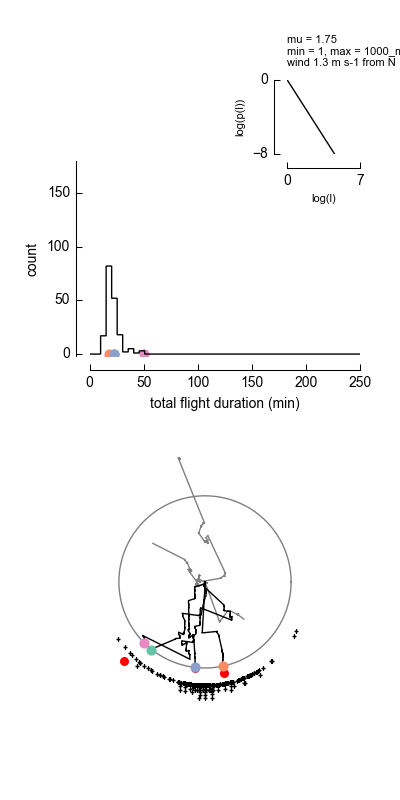 mu = 1.75
min = 1, max = 1000_m
wind 1.3 m s-1 from N
0
−8
log(p(l))
0 7
log(l)
150
100
50
0
count
0 50 100 150 200 250
total flight duration (min)